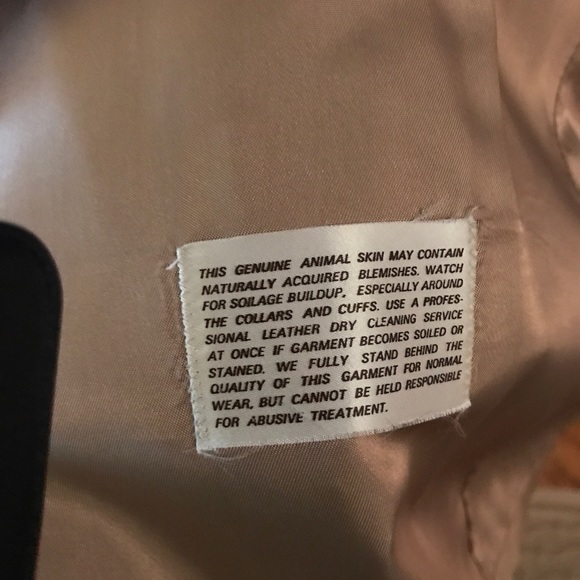 THIS GENUINE ANIMAL SKIN MAY CONTAIN
NATURALLY ACQUIRED BLEMISHES. WATCH
FOR SOILAGE BUILDUP, ESPECIALLY AROUND
THE COLLARS AND CUFFS. USE A PROFES-
SIONAL LEATHER DRY CLEANING SERVICE
AT ONCE IF GARMENT BECOMES SOILED OR
STAINED. WE FULLY STAND BEHIND THE
QUALITY OF THIS GARMENT FOR NORMAL
WEAR, BUT CANNOT BE HELD RESPONSIBLE
FOR ABUSIVE TREATMENT.